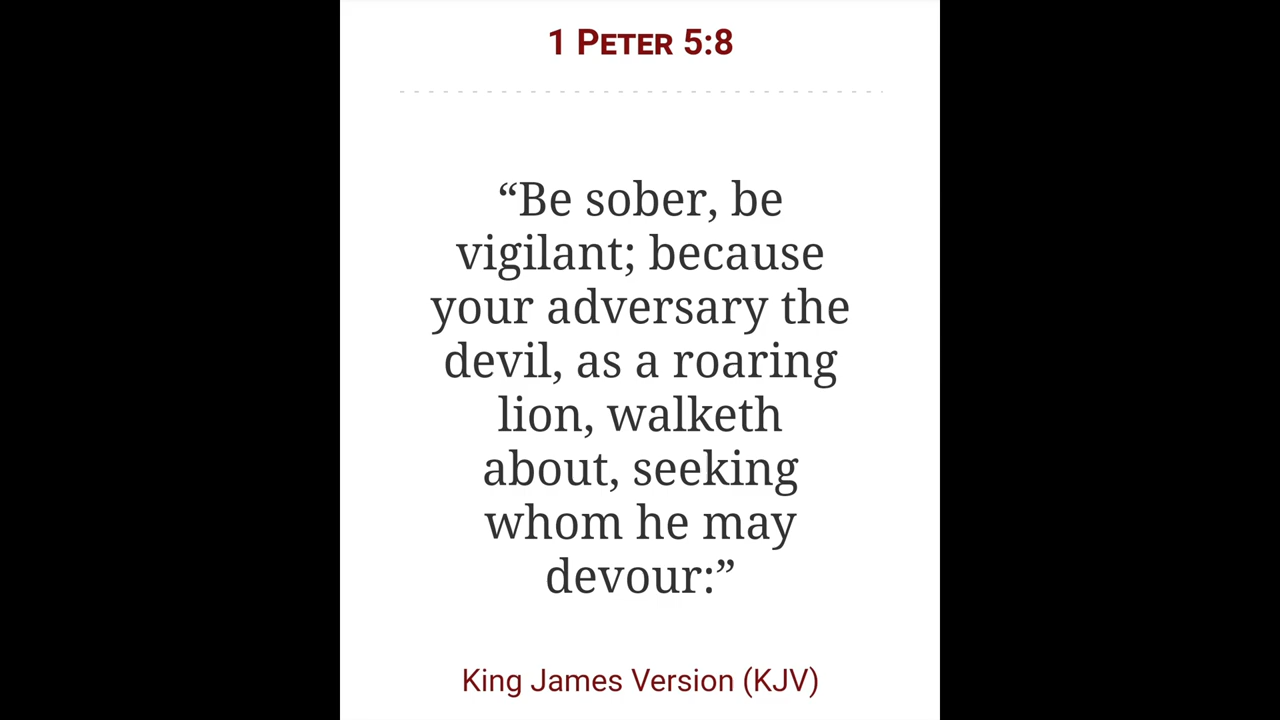 1 Peter 5:8
“Be sober, be
vigilant; because
your adversary the
devil, as a roaring
lion, walketh
about, seeking
whom he may
devour:”
King James Version (KJV)